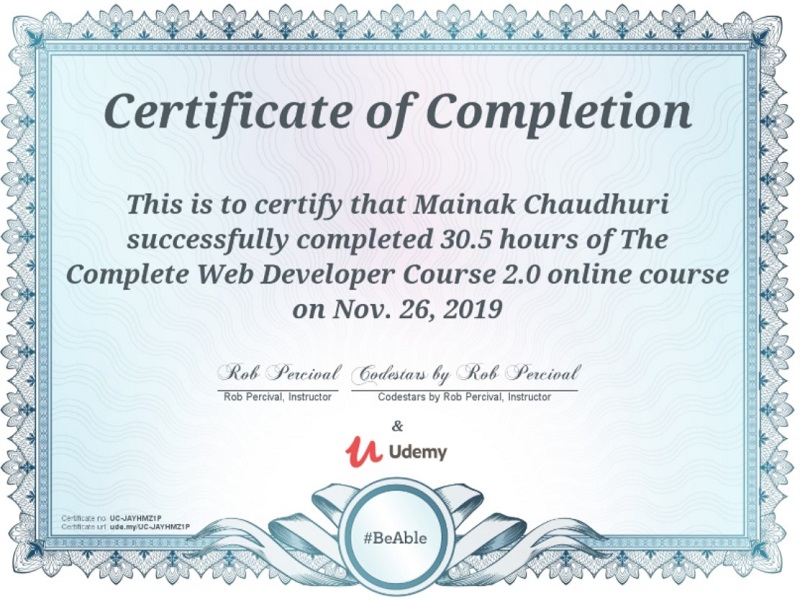 Certificate of Completion
This is to certify that Mainak Chaudhuri
successfully completed 30.5 hours of The
Complete Web Developer Course 2.0 online course
on Nov. 26, 2019
Rob Percival Codestars by Rob Percival
Rob Percival, Instructor Codestars by Rob Percival, Instructor
&
Udemy
Certificate no. UC-JAYHMZ1P
Certificate url. ude.my/UC-JAYHMZ1P
#BeAble